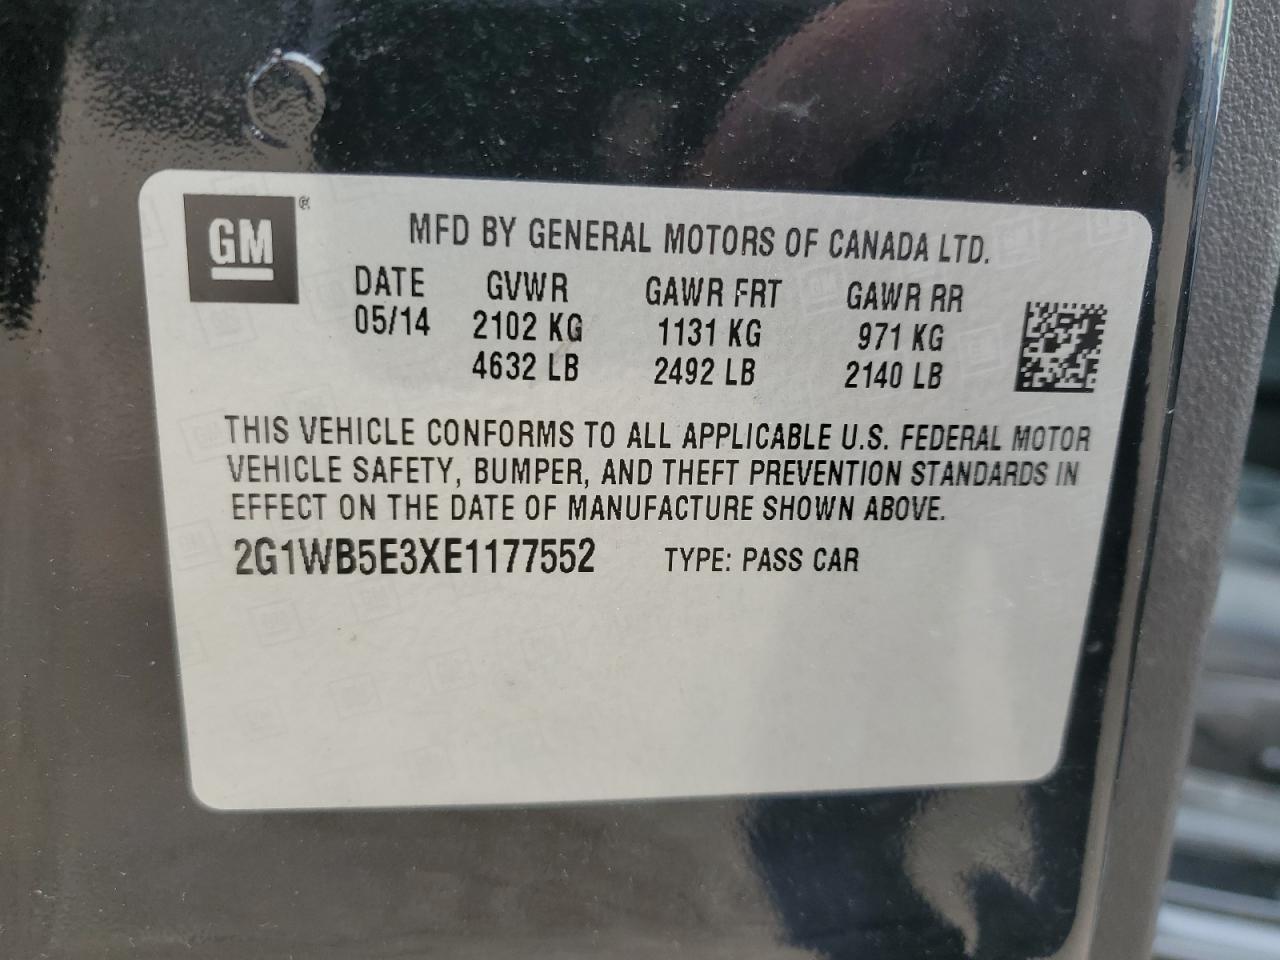 GM®
MFD BY GENERAL MOTORS OF CANADA LTD.
DATE GVWR GAWR FRT GAWR RR
05/14 2102 KG 1131 KG 971 KG
4632 LB 2492 LB 2140 LB
THIS VEHICLE CONFORMS TO ALL APPLICABLE U.S. FEDERAL MOTOR
VEHICLE SAFETY, BUMPER, AND THEFT PREVENTION STANDARDS IN
EFFECT ON THE DATE OF MANUFACTURE SHOWN ABOVE.
2G1WB5E3XE1177552 TYPE: PASS CAR